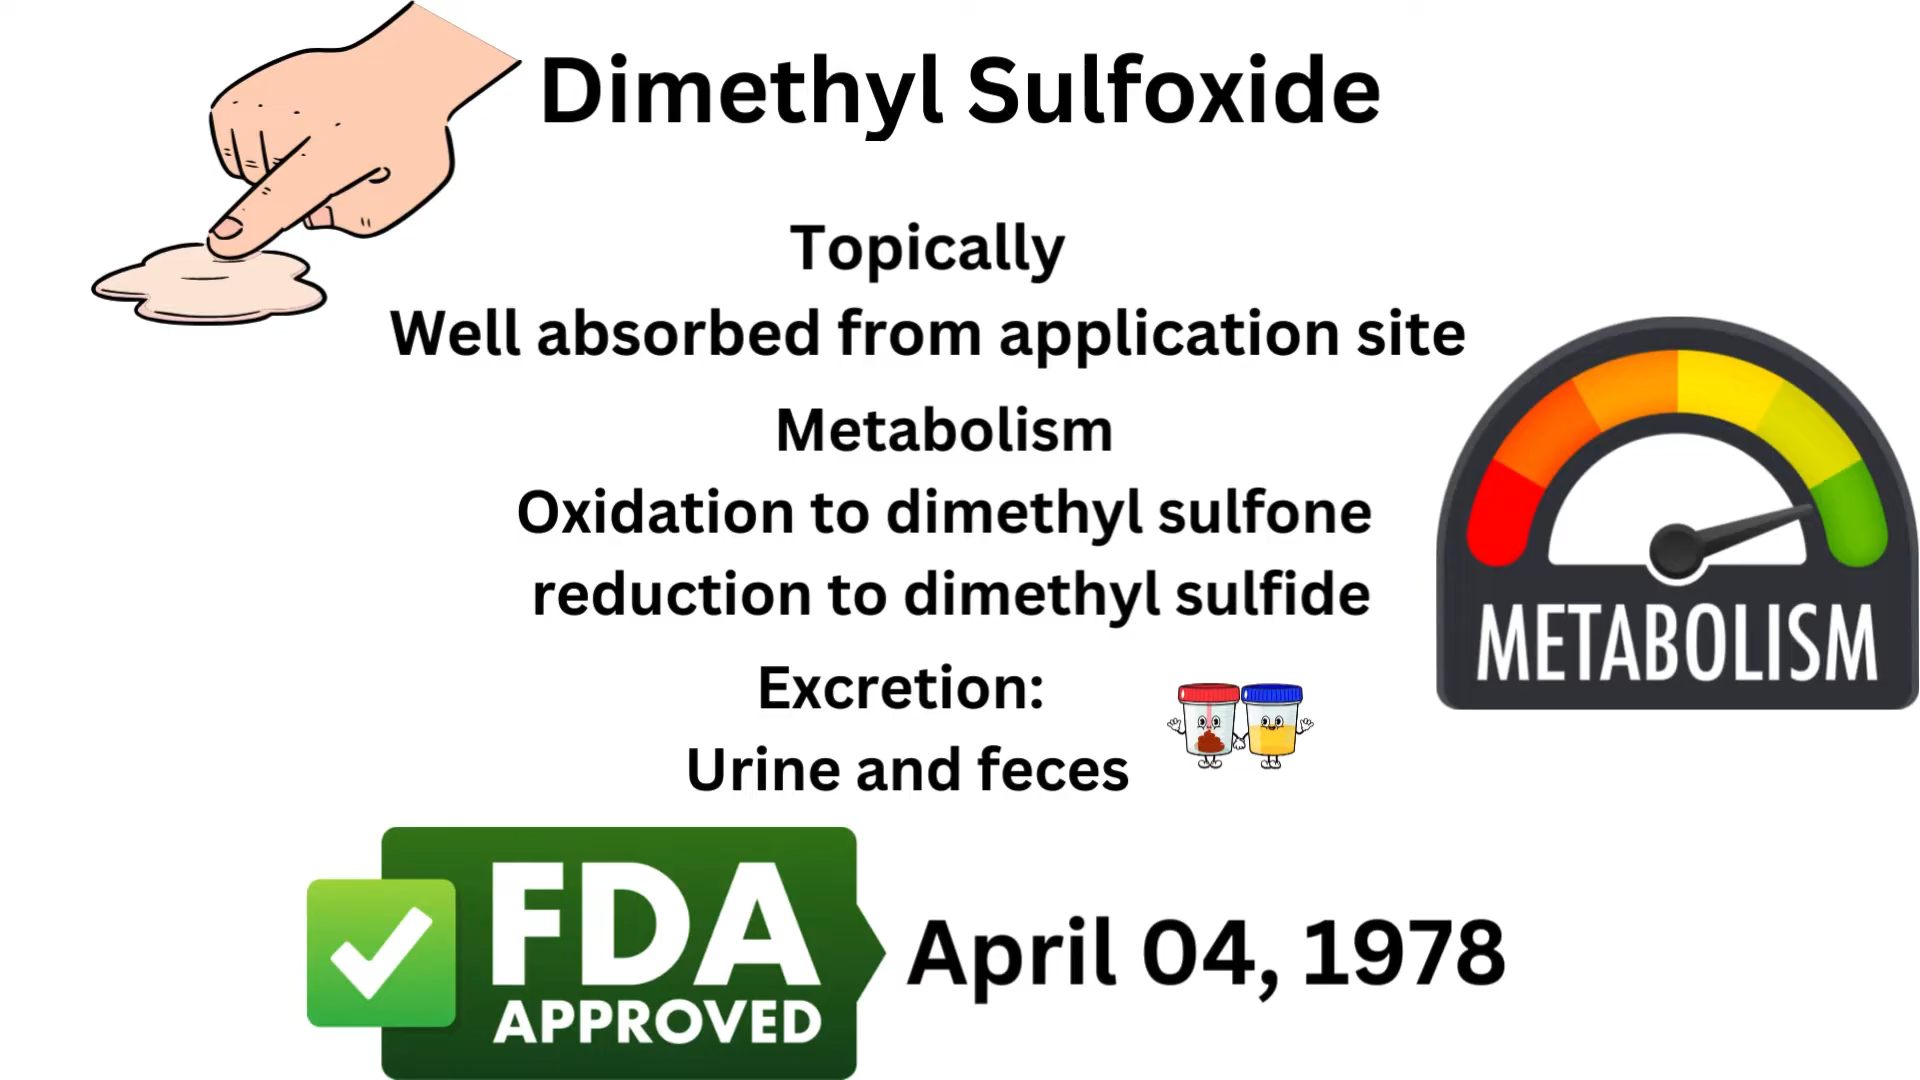 Dimethyl Sulfoxide
Topically
Well absorbed from application site
Metabolism
Oxidation to dimethyl sulfone
reduction to dimethyl sulfide
METABOLISM
Excretion:
Urine and feces
FDA
APPROVED
April 04, 1978